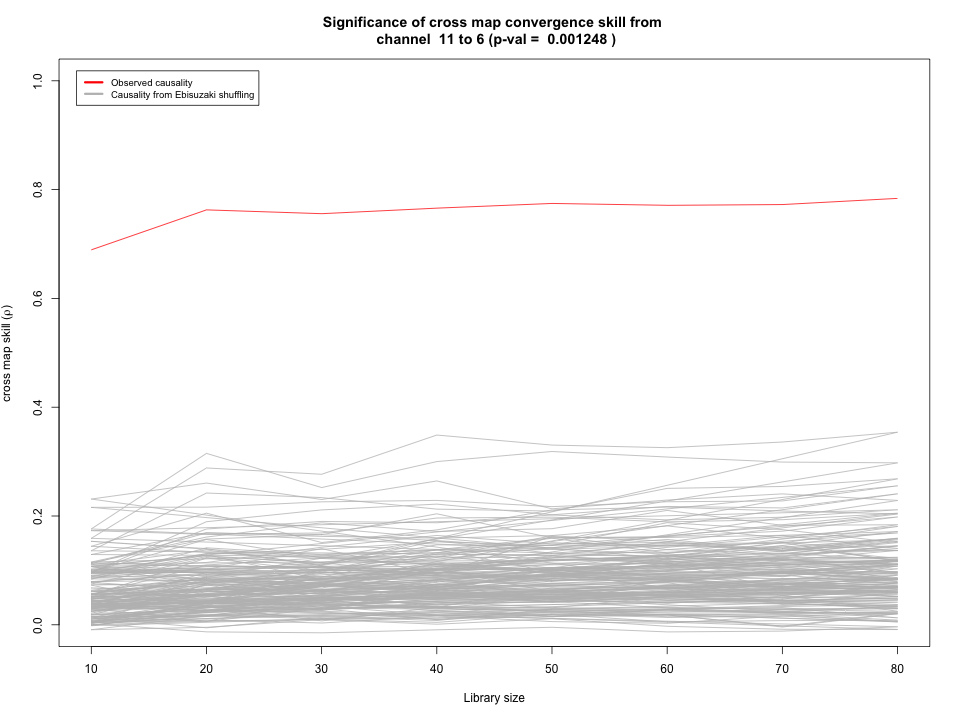 Significance of cross map convergence skill from
channel  11 to 6 (p-val =  0.001248 )
Observed causality
Causality from Ebisuzaki shuffling
cross map skill (ρ)
1.0
0.8
0.6
0.4
0.2
0.0
10 20 30 40 50 60 70 80
Library size